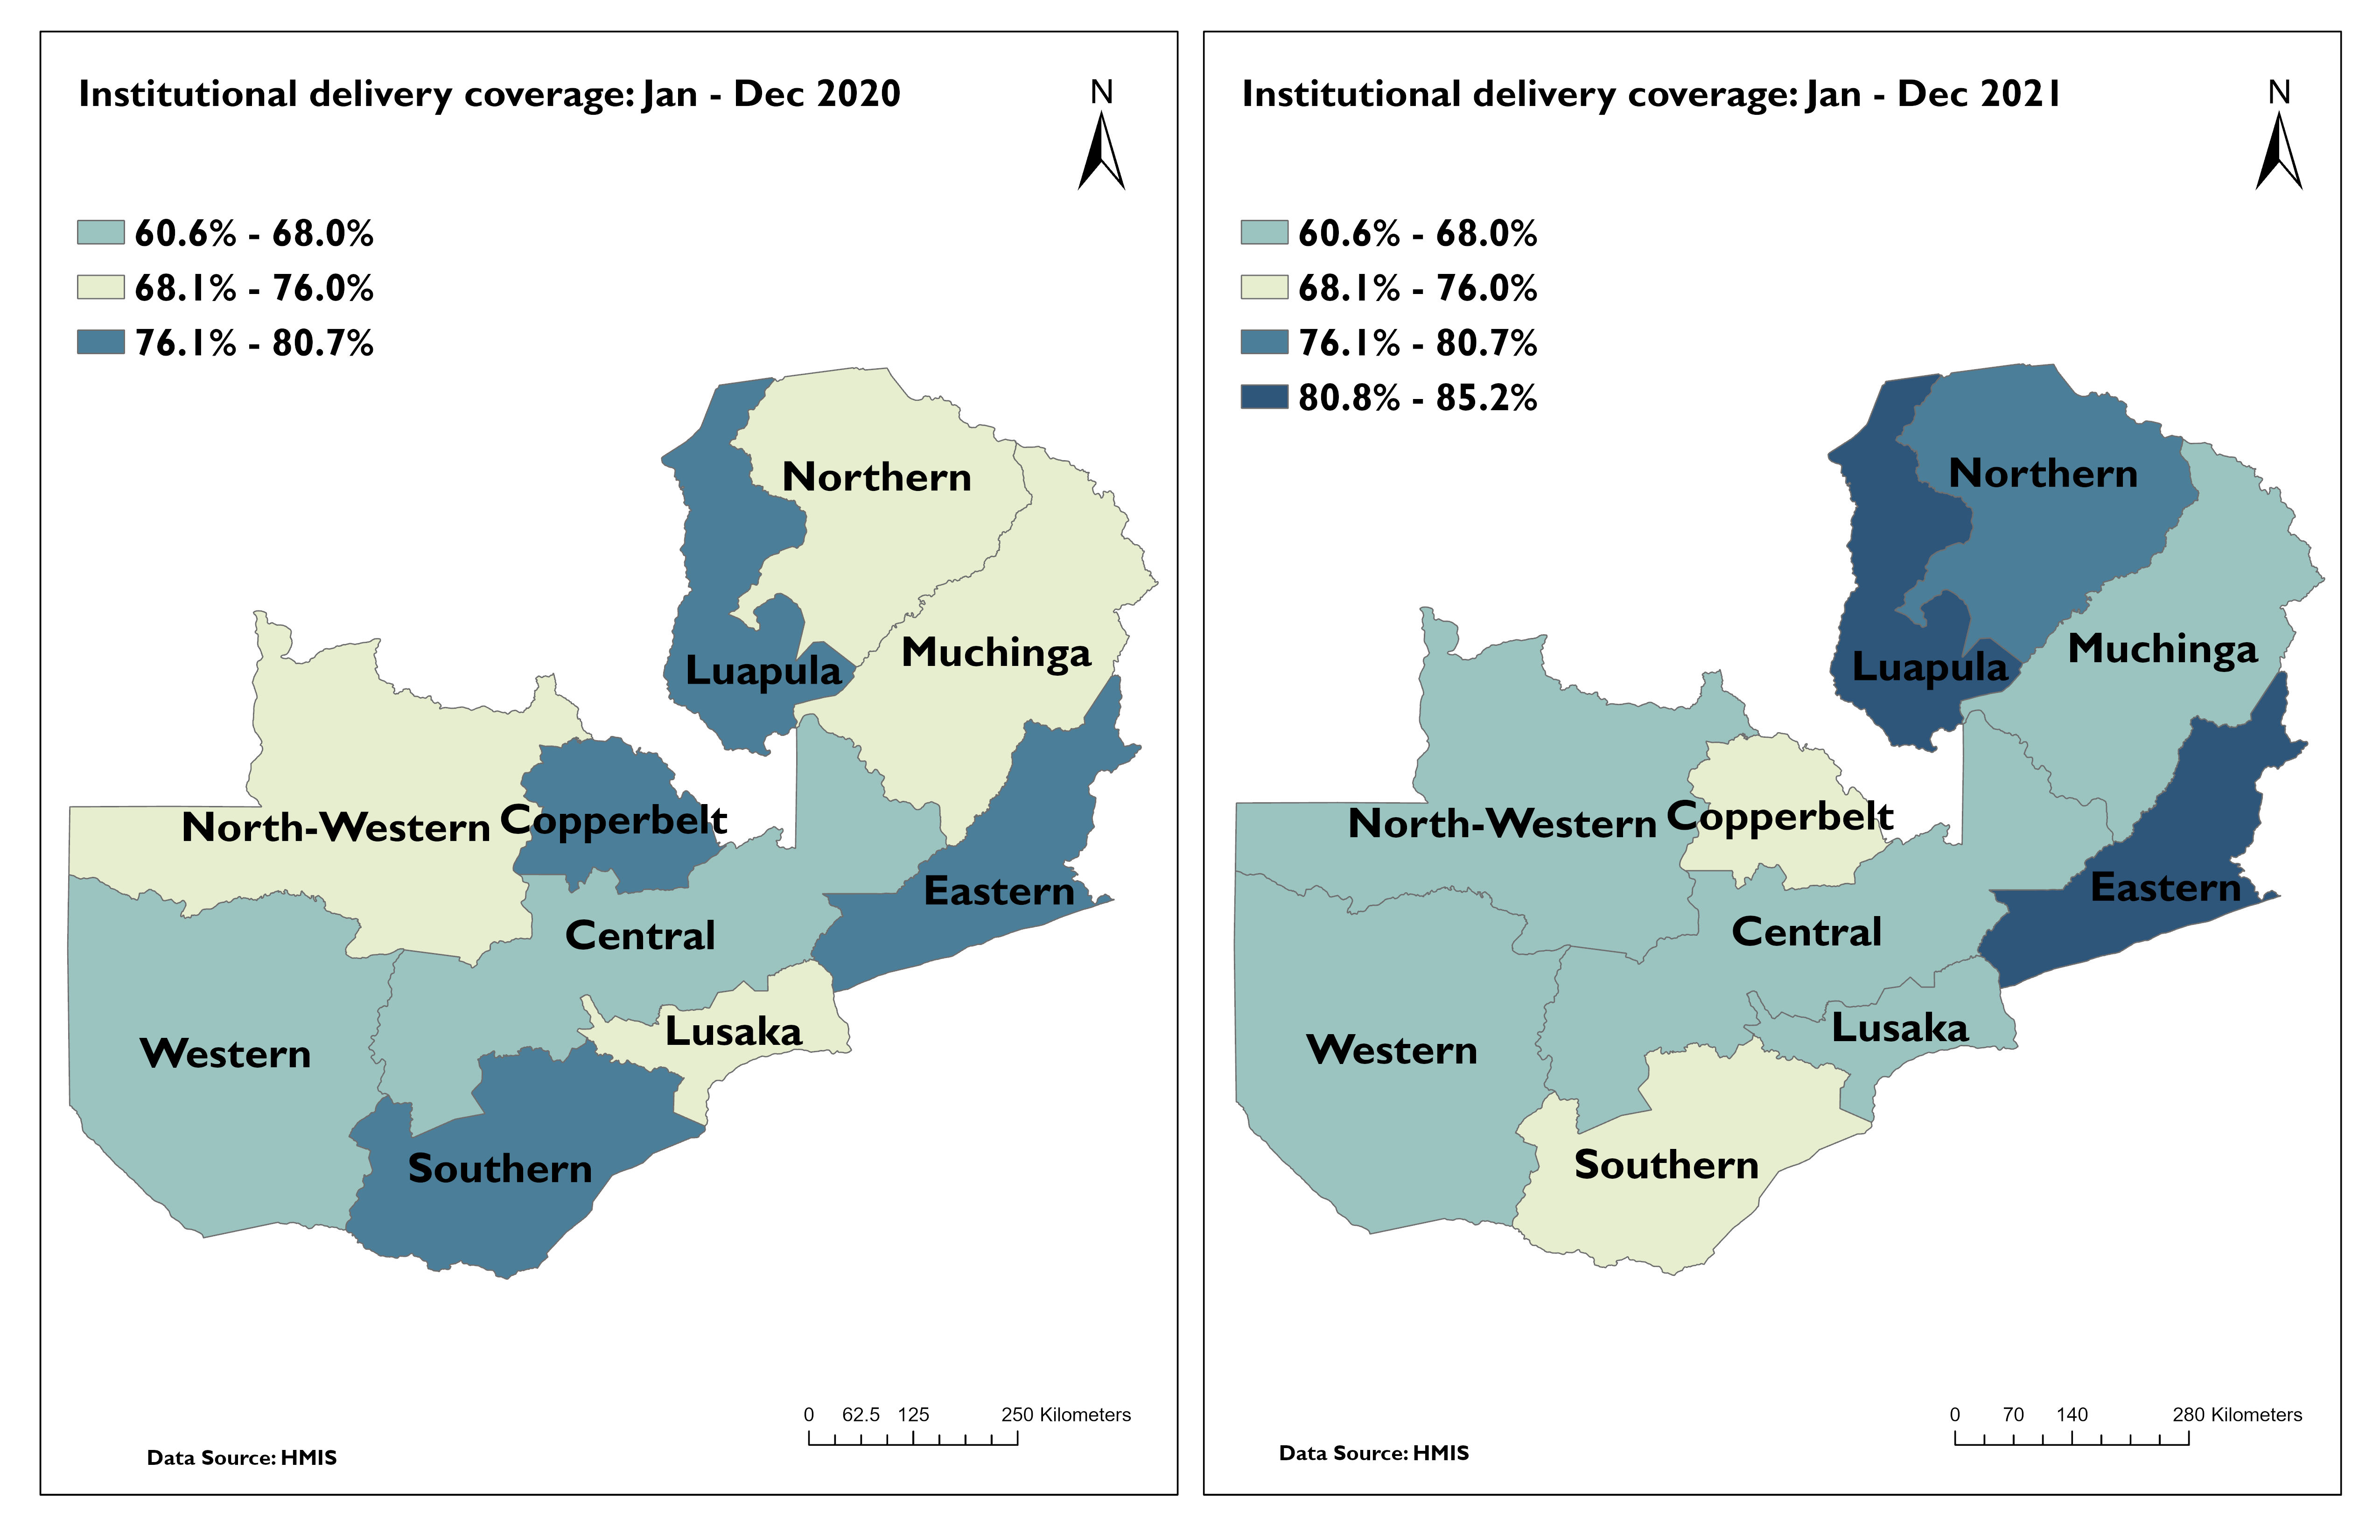 Institutional delivery coverage: Jan - Dec 2020
N
60.6% - 68.0%
68.1% - 76.0%
76.1% - 80.7%
Northern
Muchinga
Luapula
North-Western
Copperbelt
Eastern
Central
Lusaka
Western
Southern
0 62.5 125 250 Kilometers
Data Source: HMIS
Institutional delivery coverage: Jan - Dec 2021
N
60.6% - 68.0%
68.1% - 76.0%
76.1% - 80.7%
80.8% - 85.2%
Northern
Muchinga
Luapula
North-Western
Copperbelt
Eastern
Central
Lusaka
Western
Southern
0 70 140 280 Kilometers
Data Source: HMIS